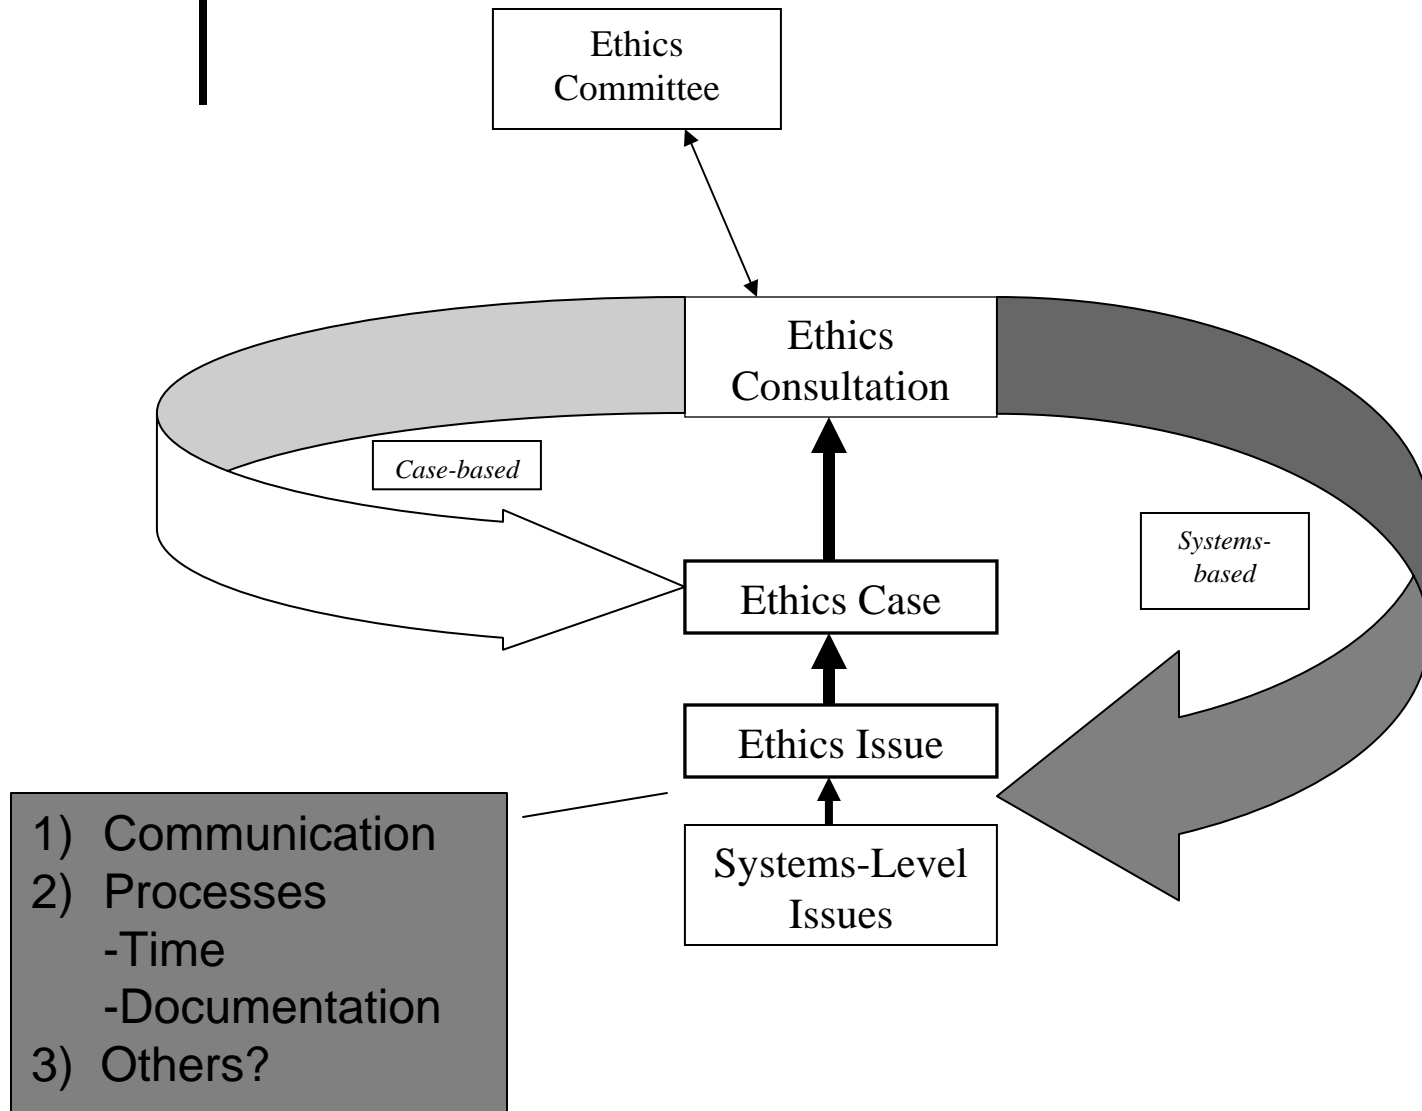 Ethics
Committee
Ethics
Consultation
Case-based
Systems-
based
Ethics Case
Ethics Issue
Systems-Level
Issues
1) Communication
2) Processes
-Time
-Documentation
3) Others?